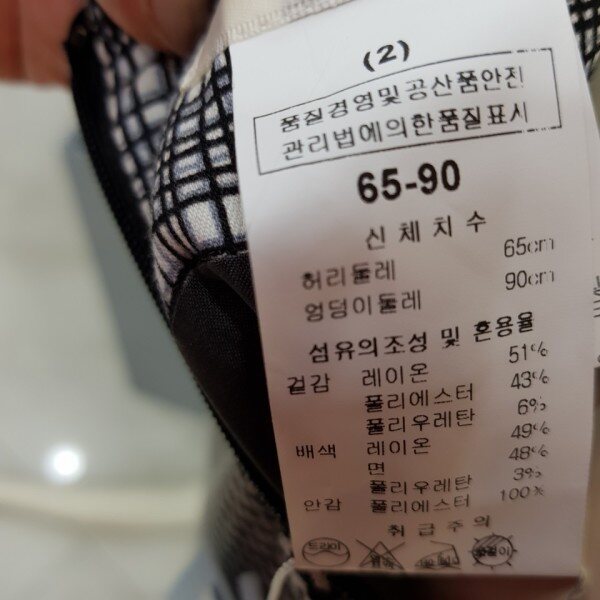 (2)
품질경영및공산품안전
관리법에의한품질표시
65-90
신체치수
허리둘레 65cm
엉덩이둘레 90cm
섬유의조성 및 혼용율
겉감 레이온 51%
폴리에스터 43%
폴리우레탄 6%
배색 레이온 49%
면 48%
폴리우레탄 3%
안감 폴리에스터 100%
취급주의
드라이